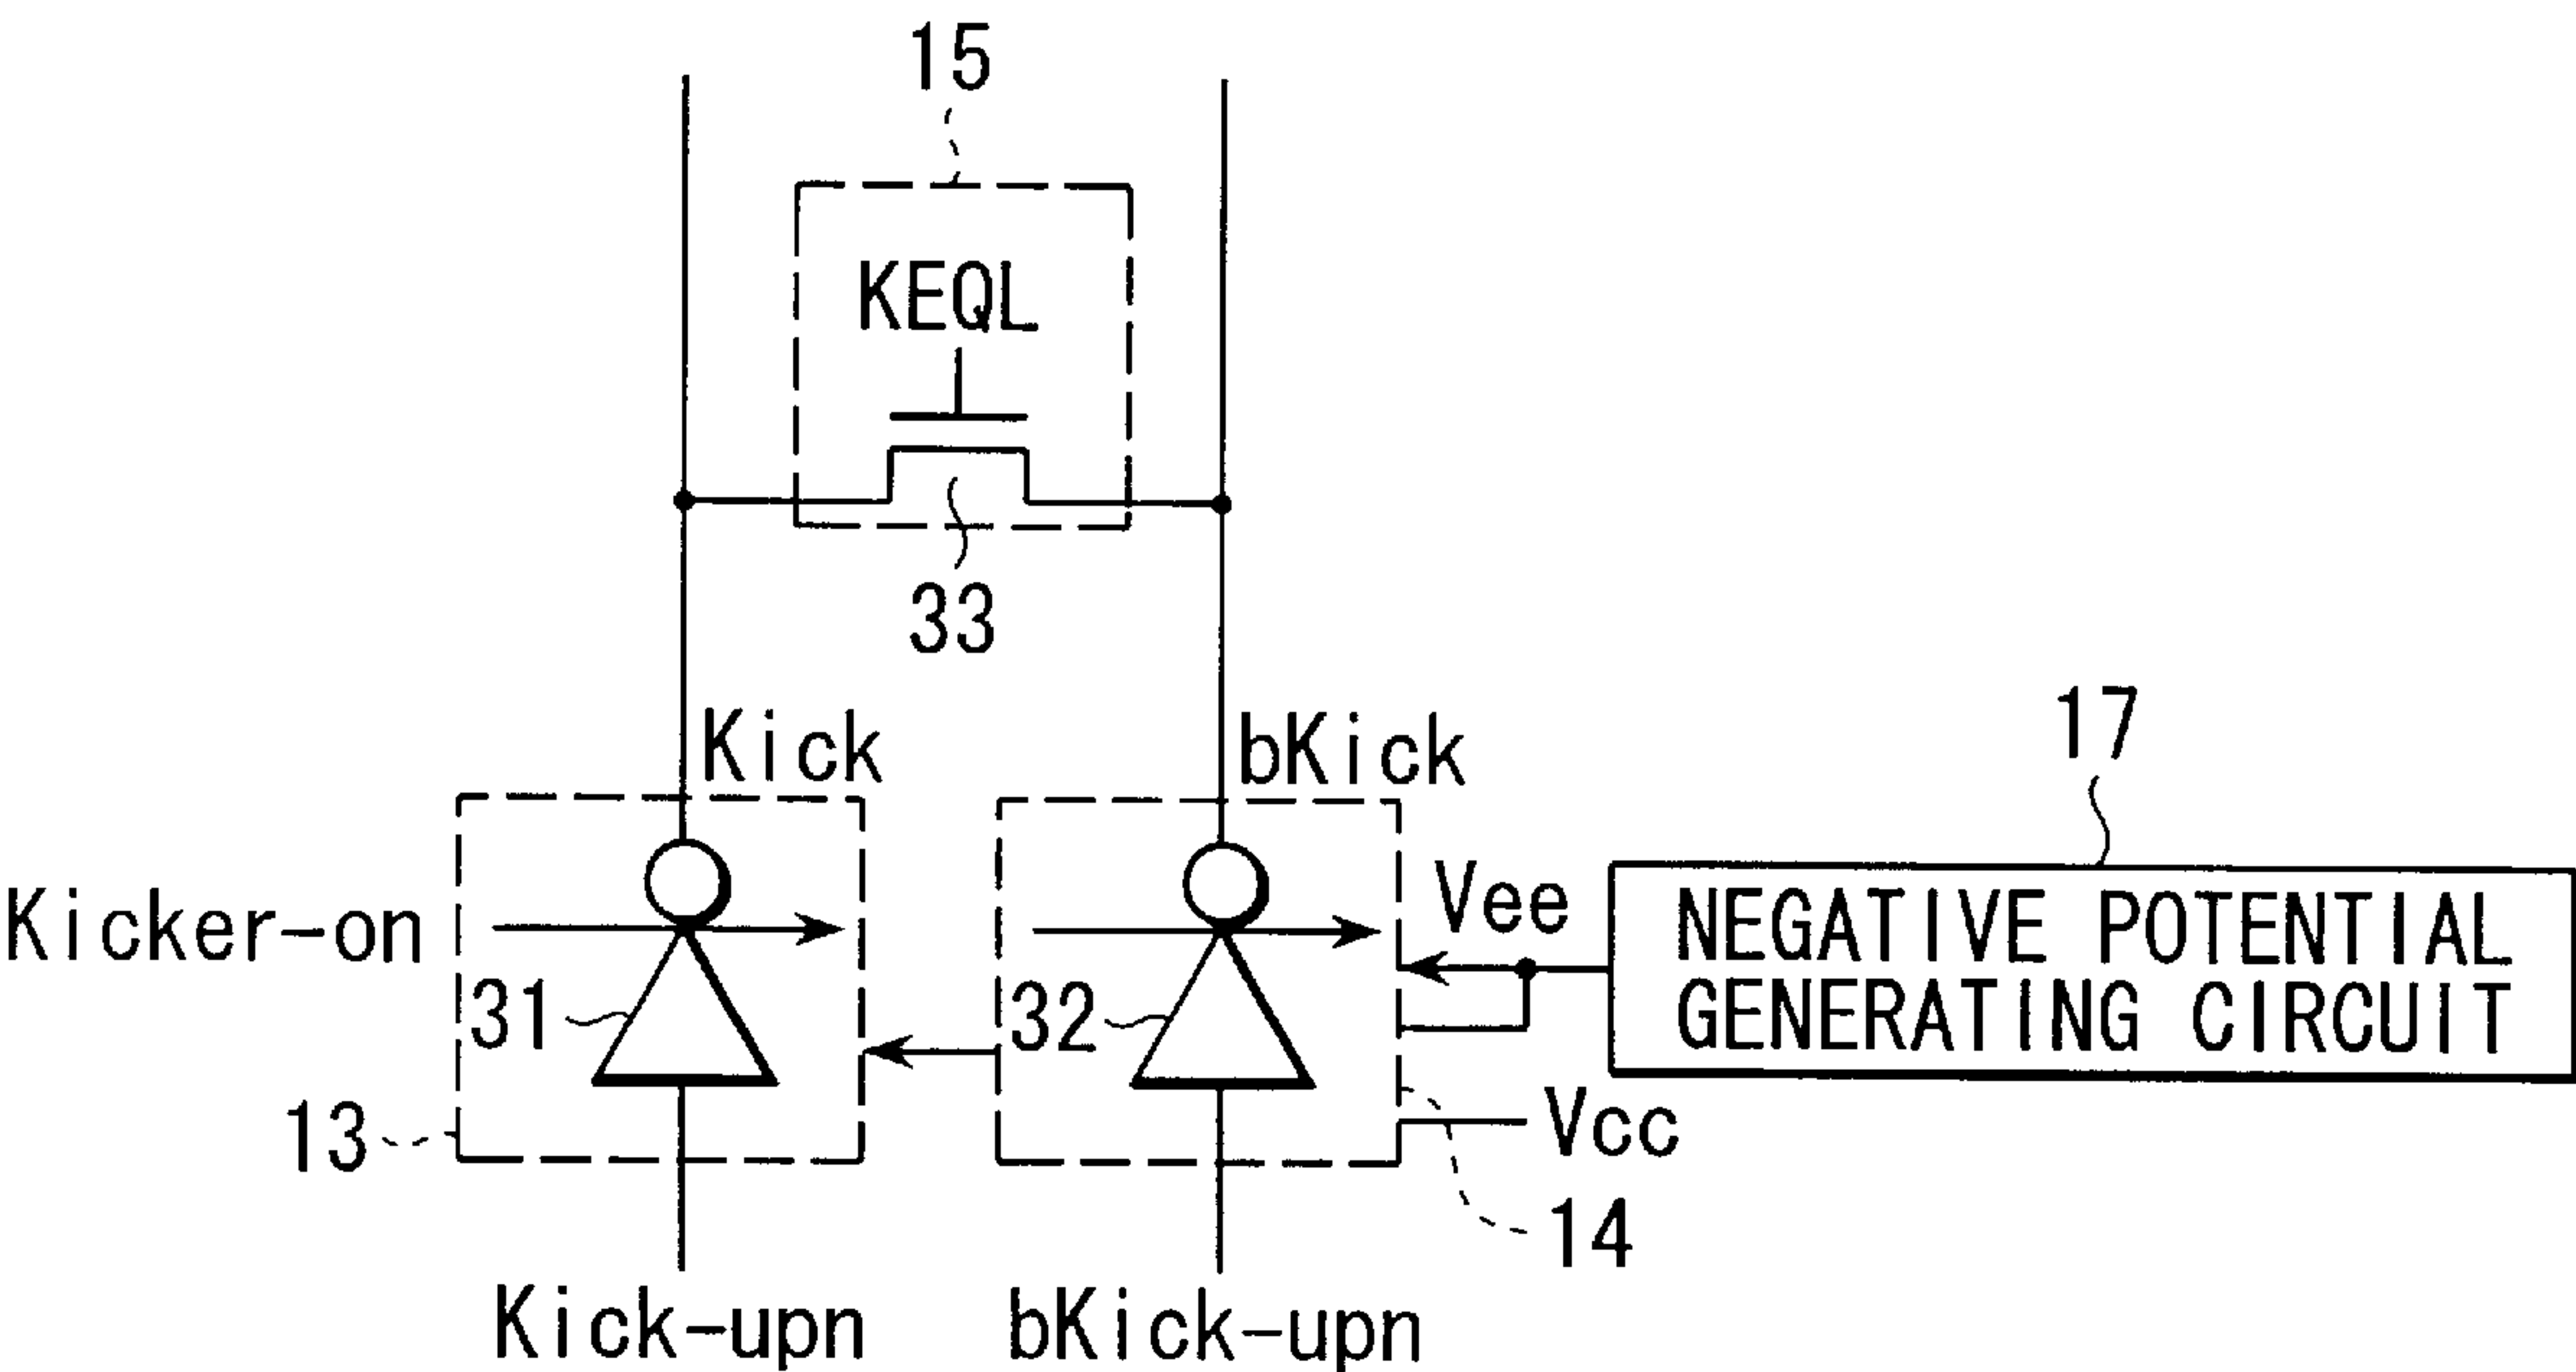 15
KEQL
33
Kick
bKick
17
Kicker-on
Vee
NEGATIVE POTENTIAL
GENERATING CIRCUIT
31
32
13
Vcc
14
Kick-upn
bKick-upn